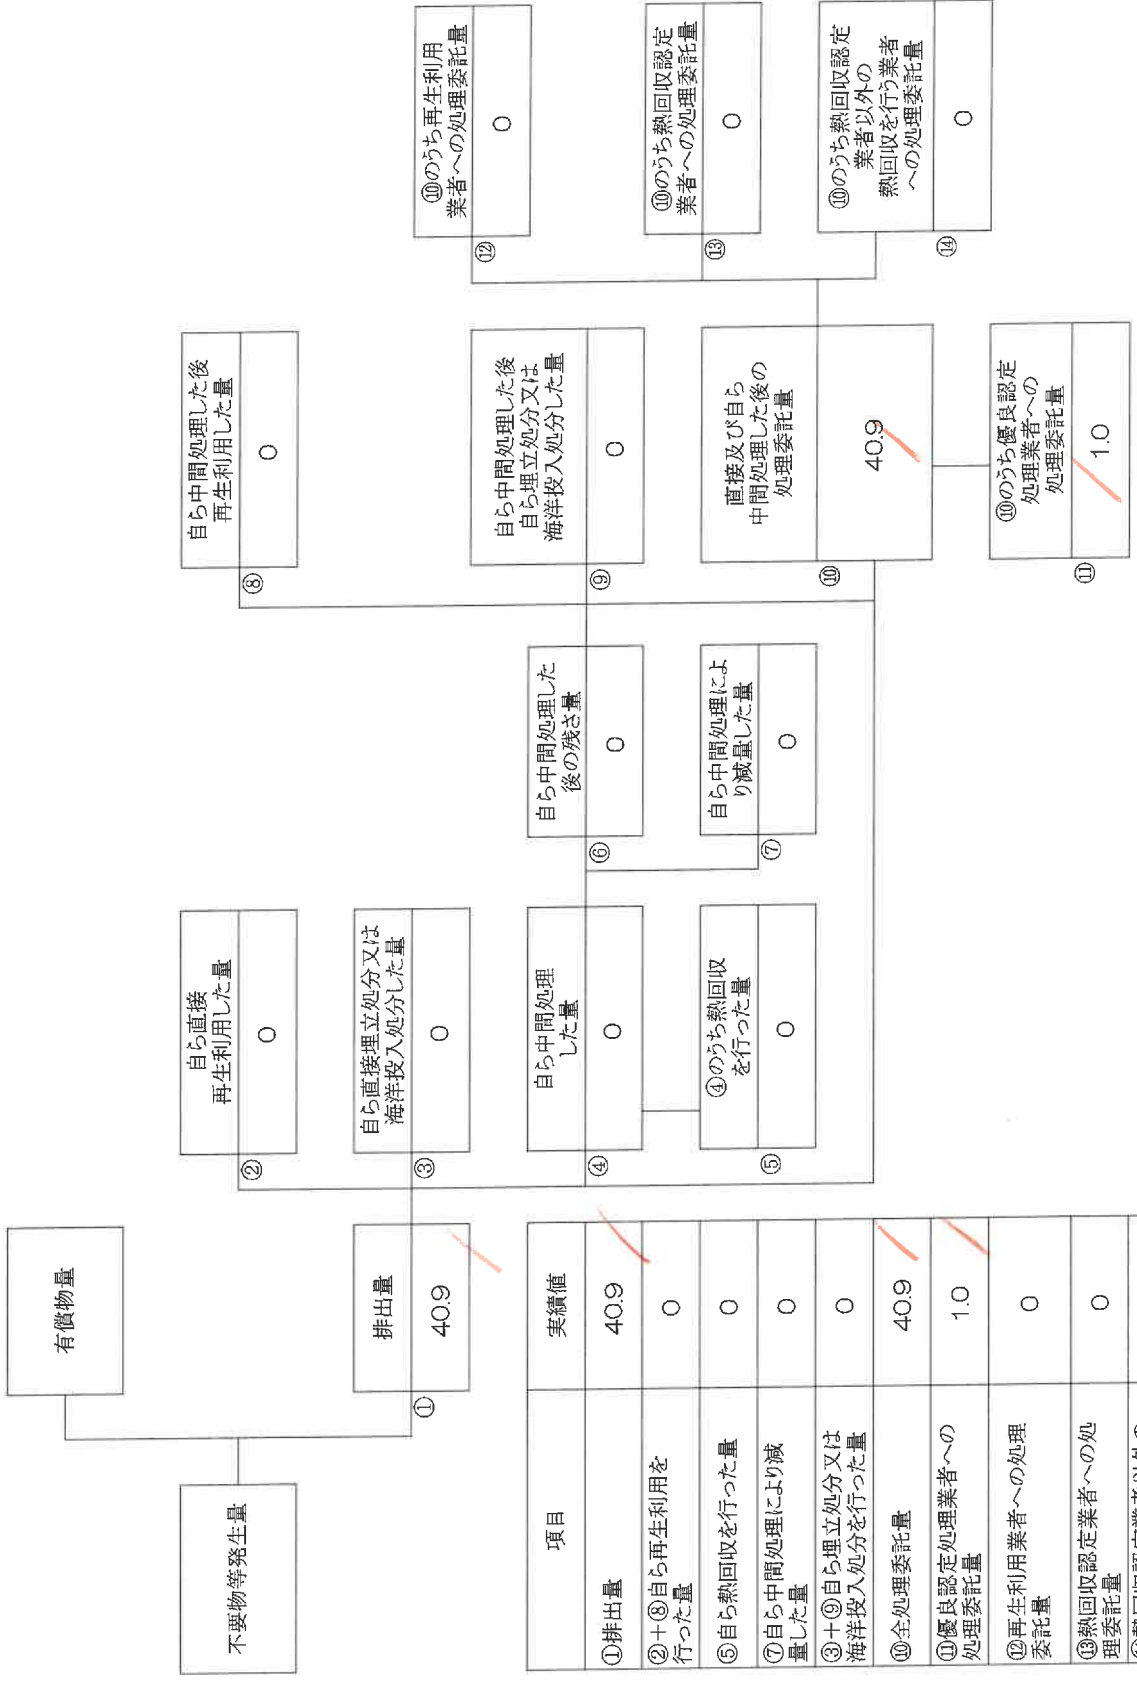 不要物等発生量
有償物量
排出量
①
40.9
自ら直接
再生利用した量
②
0
自ら直接埋立処分又は
海洋投入処分した量
③
0
自ら中間処理
した量
④
0
④のうち熱回収
を行った量
⑤
0
自ら中間処理した
後の残さ量
⑥
0
自ら中間処理によ
り減量した量
⑦
0
自ら中間処理した後
再生利用した量
⑧
0
自ら中間処理した後
自ら埋立処分又は
海洋投入処分した量
⑨
0
直接及び自ら
中間処理した後の
処理委託量
⑩
40.9
⑩のうち優良認定
処理業者への
処理委託量
⑪
1.0
⑩のうち再生利用
業者への処理委託量
⑫
0
⑩のうち熱回収認定
業者への処理委託量
⑬
0
⑩のうち熱回収認定
業者以外の
熱回収を行う業者
への処理委託量
⑭
0
項目 実績値
①排出量 40.9
②+⑧自ら再生利用を
行った量 0
⑤自ら熱回収を行った量 0
⑦自ら中間処理により減
量した量 0
③+⑨自ら埋立処分又は
海洋投入処分を行った量 0
⑩全処理委託量 40.9
⑪優良認定処理業者への
処理委託量 1.0
⑫再生利用業者への処理
委託量 0
⑬熱回収認定業者への処
理委託量 0